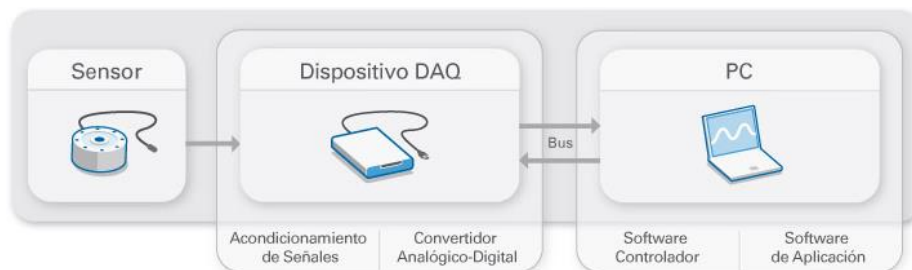 Sensor
Dispositivo DAQ
PC
Bus
Acondicionamiento
de Señales
Convertidor
Analógico-Digital
Software
Controlador
Software
de Aplicación